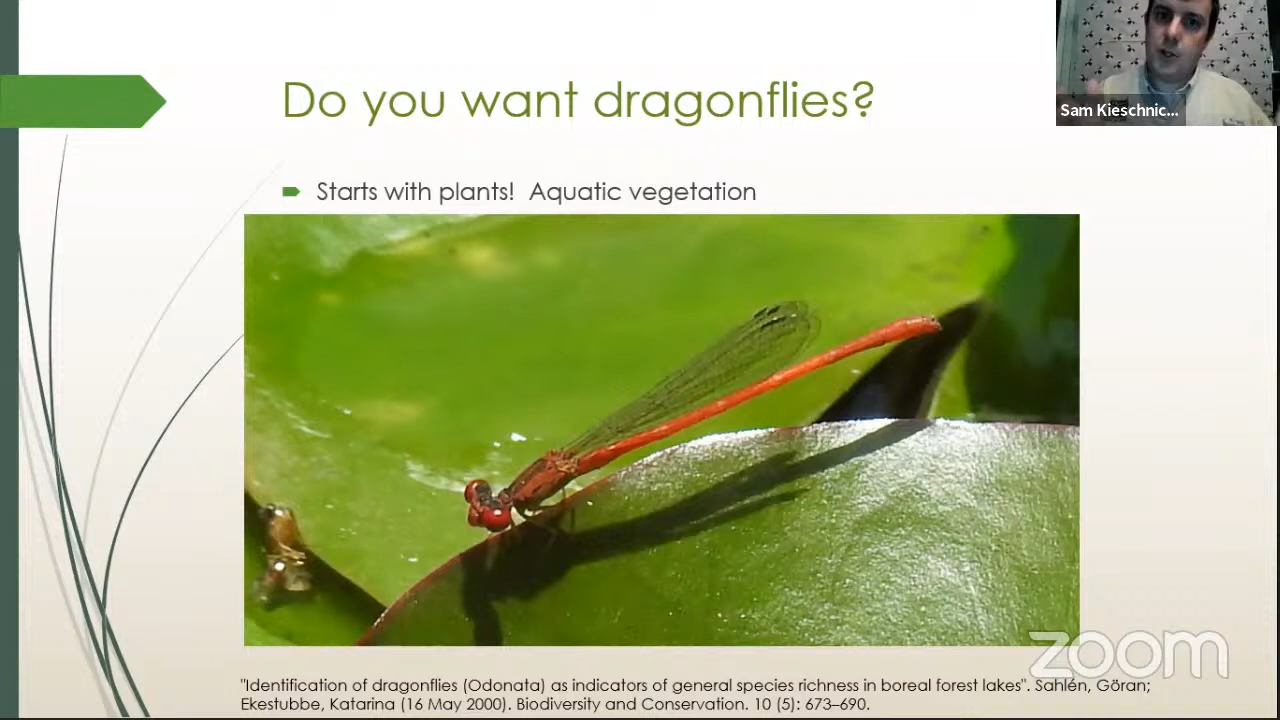 Do you want dragonflies?
Sam Kieschnic...
Starts with plants! Aquatic vegetation
zoom
"Identification of dragonflies (Odonata) as indicators of general species richness in boreal forest lakes". Sahlén, Göran;
Ekestubbe, Katarina (16 May 2000). Biodiversity and Conservation. 10 (5): 673–690.